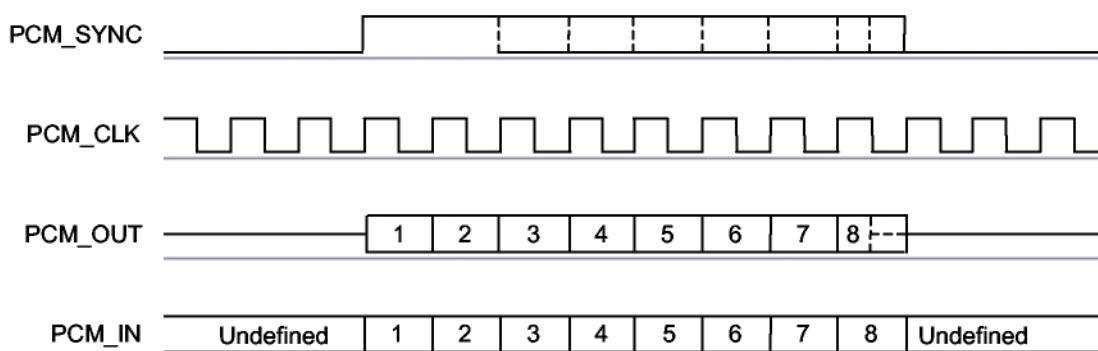 PCM_SYNC
PCM_CLK
PCM_OUT 1 2 3 4 5 6 7 8
PCM_IN Undefined 1 2 3 4 5 6 7 8 Undefined